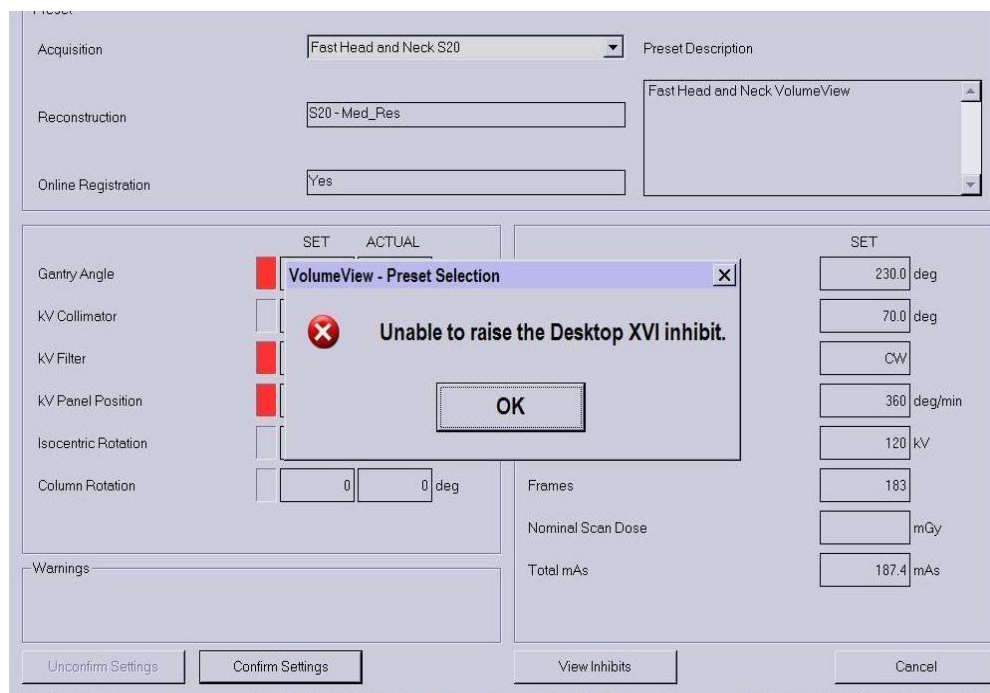 Acquisition
Fast Head and Neck S20
Preset Description
Fast Head and Neck VolumeView
Reconstruction
S20 - Med_Res
Online Registration
Yes
SET ACTUAL
SET
Gantry Angle
230.0 deg
VolumeView - Preset Selection
kV Collimator
70.0 deg
Unable to raise the Desktop XVI inhibit.
kV Filter
CW
kV Panel Position
360 deg/min
OK
Isocentric Rotation
120 kV
Column Rotation
0 0 deg
Frames
183
Nominal Scan Dose
mGy
Warnings
Total mAs
187.4 mAs
Unconfirm Settings
Confirm Settings
View Inhibits
Cancel